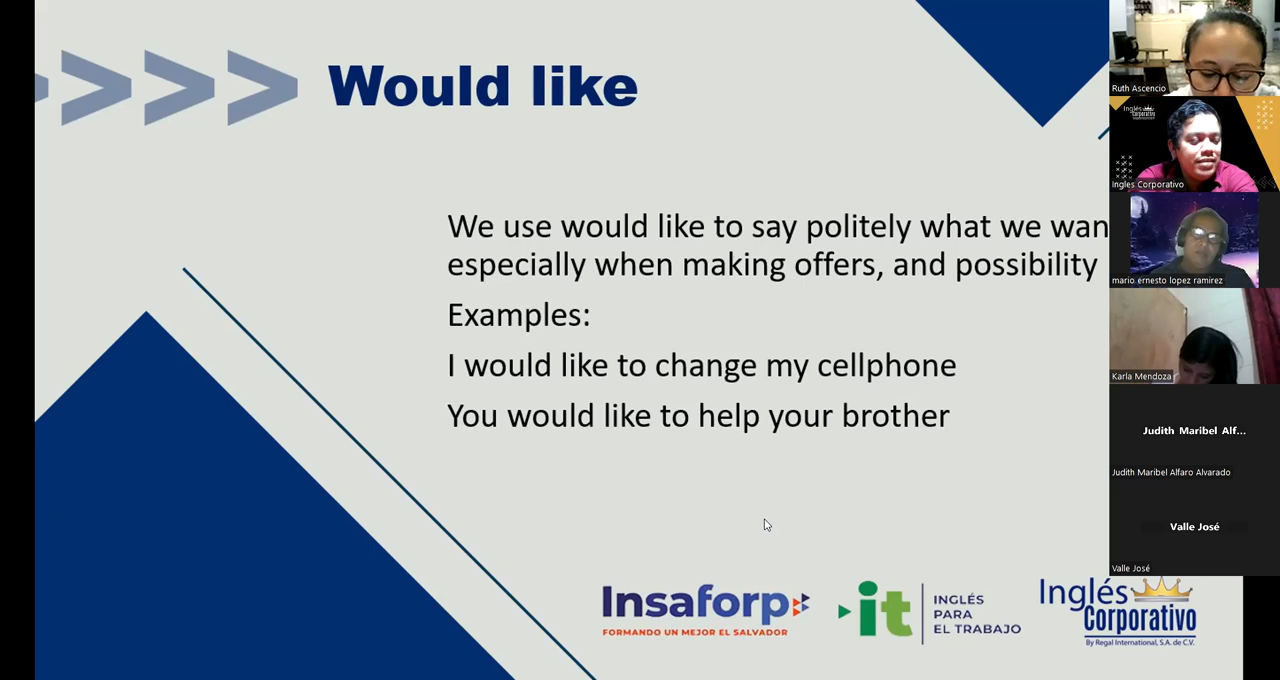 Would like
We use would like to say politely what we wan
especially when making offers, and possibility
Examples:
I would like to change my cellphone
You would like to help your brother
Insaforp
FORMANDO UN MEJOR EL SALVADOR
it
INGLÉS
PARA
EL TRABAJO
Inglés
Corporativo
By Regal International, S.A. de C.V.
Ruth Ascencio
Inglés
Corporativo
Ingles Corporativo
mario ernesto lopez ramirez
Karla Mendoza
Judith Maribel Alf...
Judith Maribel Alfaro Alvarado
Valle José
Valle José